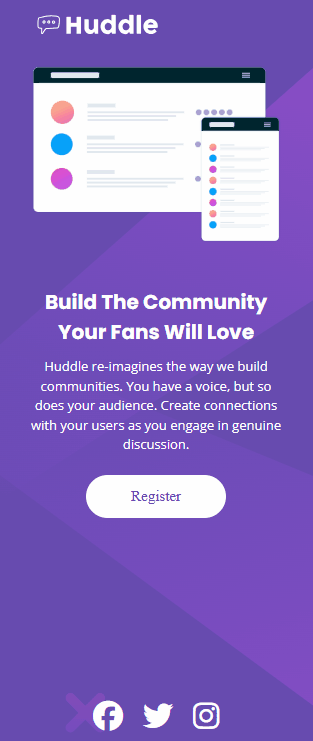 Huddle
Build The Community
Your Fans Will Love
Huddle re-imagines the way we build
communities. You have a voice, but so
does your audience. Create connections
with your users as you engage in genuine
discussion.
Register